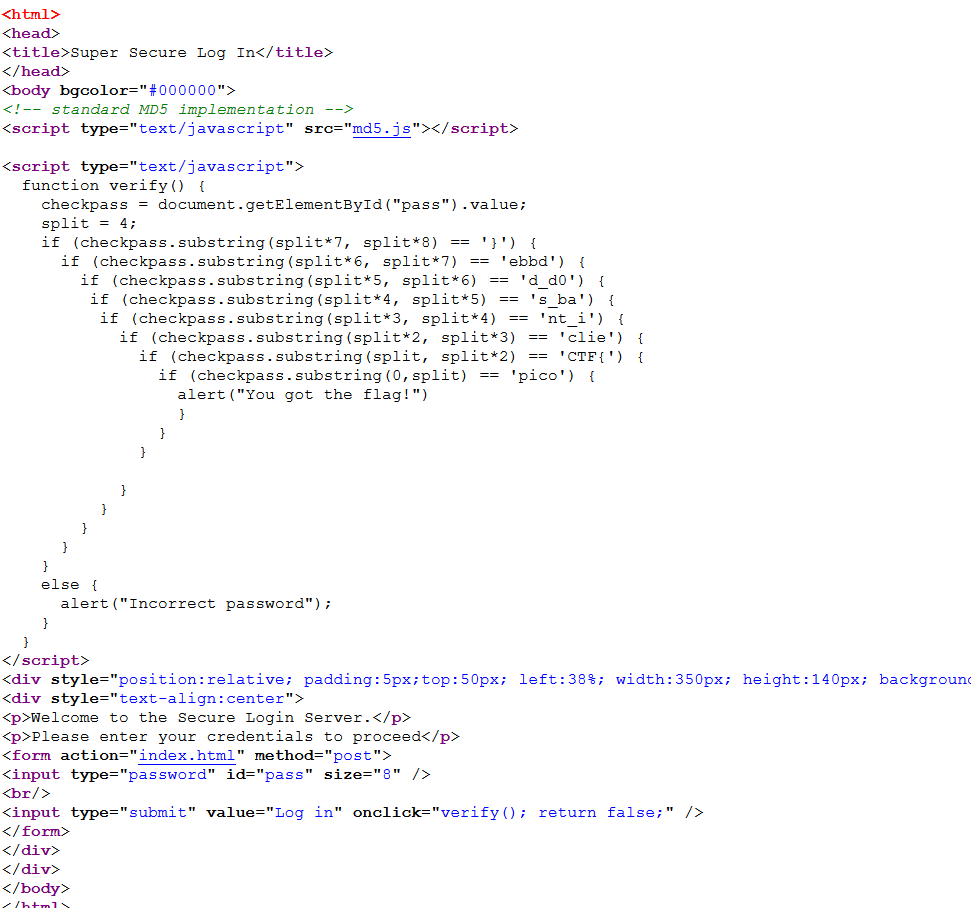 <html>
<head>
<title>Super Secure Log In</title>
</head>
<body bgcolor="#000000">
<!-- standard MD5 implementation -->
<script type="text/javascript" src="md5.js"></script>

<script type="text/javascript">
  function verify() {
    checkpass = document.getElementById("pass").value;
    split = 4;
    if (checkpass.substring(split*7, split*8) == '}') {
      if (checkpass.substring(split*6, split*7) == 'ebbd') {
        if (checkpass.substring(split*5, split*6) == 'd_d0') {
         if (checkpass.substring(split*4, split*5) == 's_ba') {
          if (checkpass.substring(split*3, split*4) == 'nt_i') {
            if (checkpass.substring(split*2, split*3) == 'clie') {
              if (checkpass.substring(split, split*2) == 'CTF{') {
                if (checkpass.substring(0,split) == 'pico') {
                  alert("You got the flag!")
                  }
                }
              }

            }
          }
        }
      }
    }
    else {
      alert("Incorrect password");
    }
  }
</script>
<div style="position:relative; padding:5px;top:50px; left:38%; width:350px; height:140px; background
<div style="text-align:center">
<p>Welcome to the Secure Login Server.</p>
<p>Please enter your credentials to proceed</p>
<form action="index.html" method="post">
<input type="password" id="pass" size="8" />
<br/>
<input type="submit" value="Log in" onclick="verify(); return false;" />
</form>
</div>
</div>
</body>
</html>